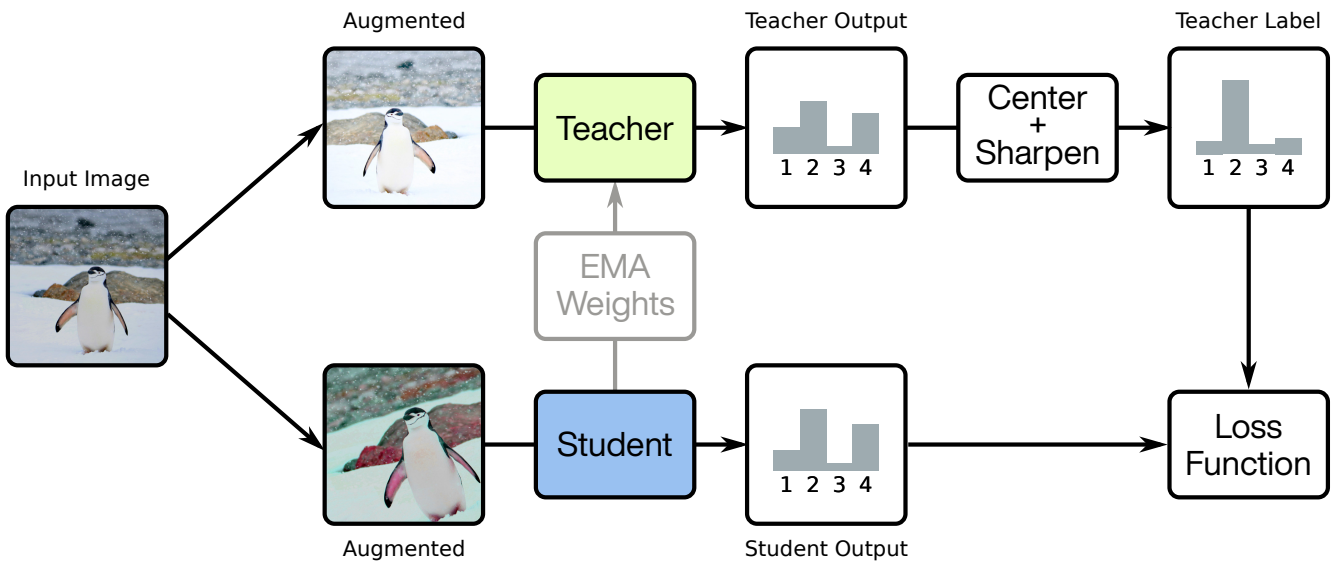 Augmented
Teacher Output
Teacher Label
Teacher
1 2 3 4
Center
+
Sharpen
1 2 3 4
Input Image
EMA
Weights
Student
1 2 3 4
Loss
Function
Augmented
Student Output